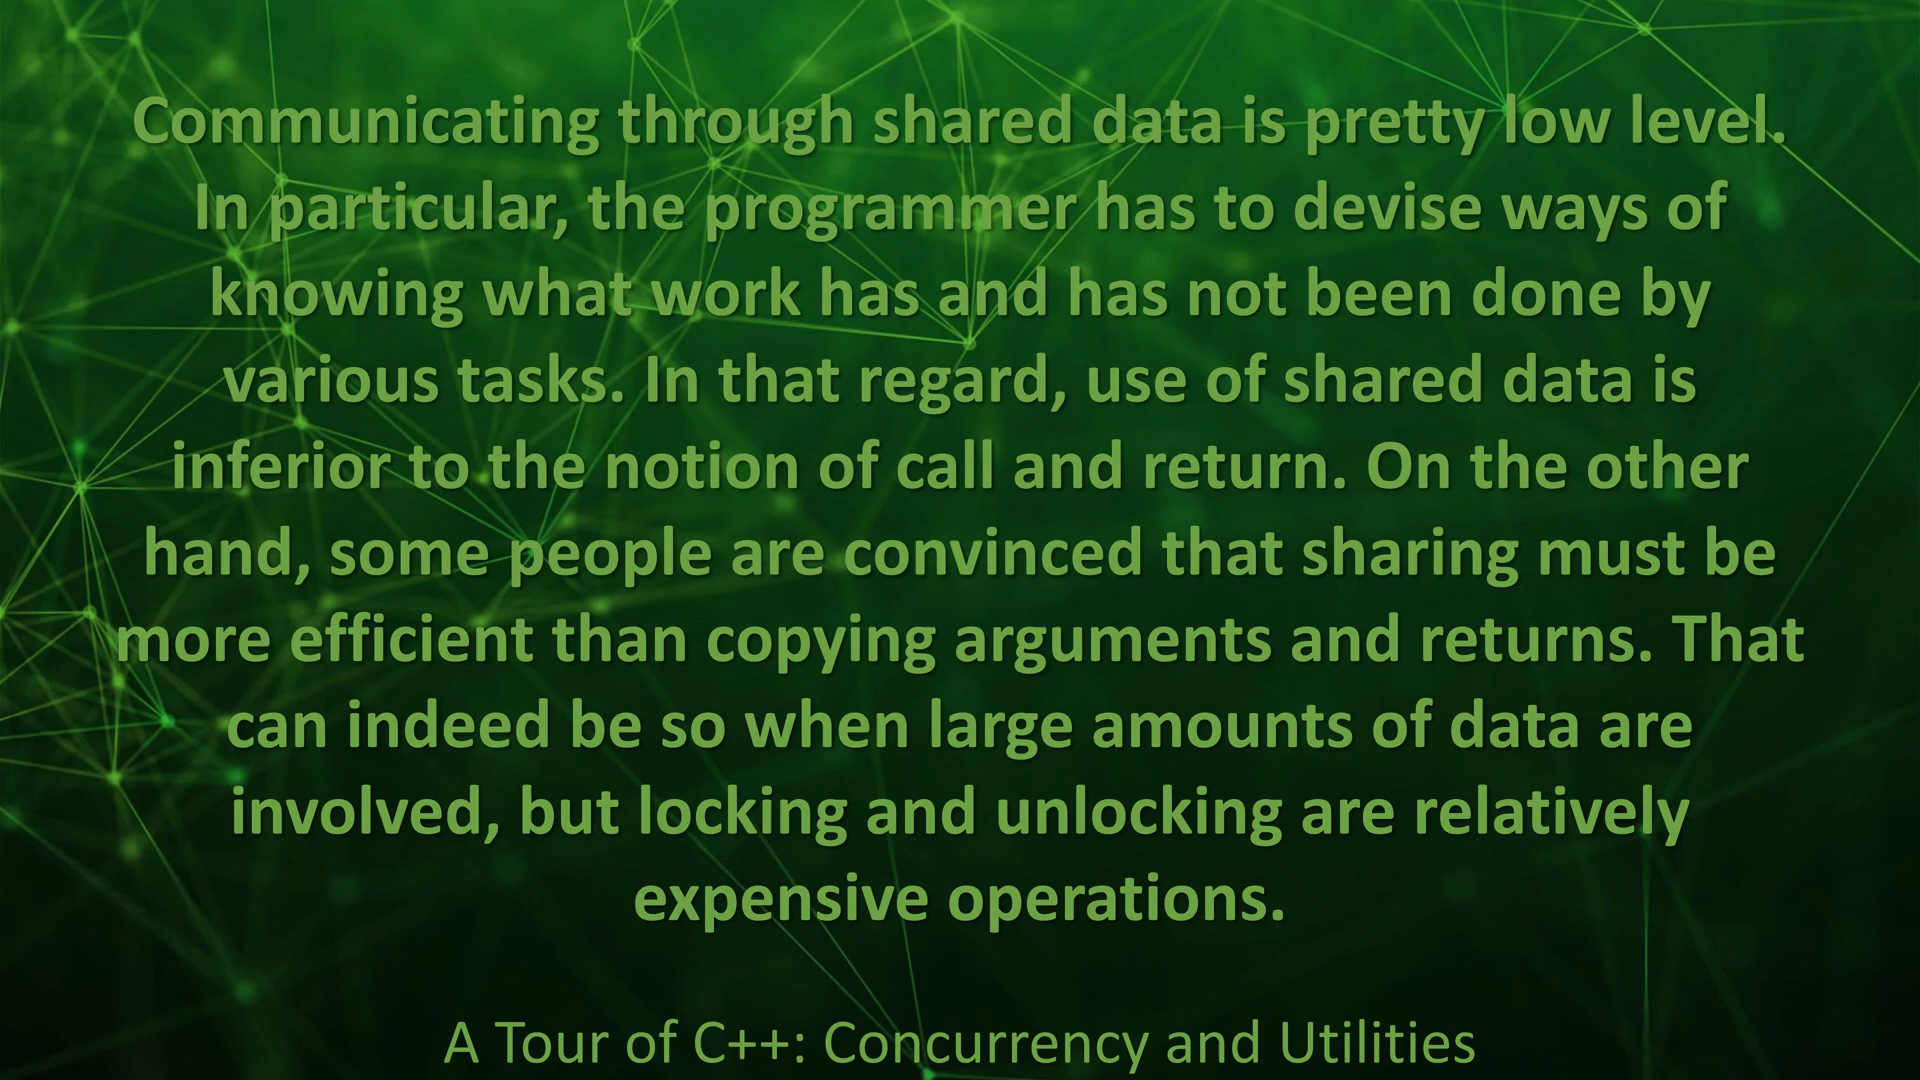 Communicating through shared data is pretty low level.
In particular, the programmer has to devise ways of
knowing what work has and has not been done by
various tasks. In that regard, use of shared data is
inferior to the notion of call and return. On the other
hand, some people are convinced that sharing must be
more efficient than copying arguments and returns. That
can indeed be so when large amounts of data are
involved, but locking and unlocking are relatively
expensive operations.
A Tour of C++: Concurrency and Utilities